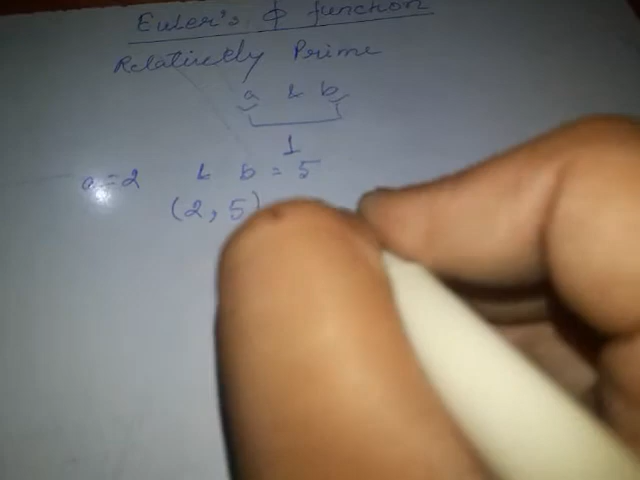 Euler's ϕ function
Relatively Prime
a & b
1
a = 2 & b = 5
(2, 5)